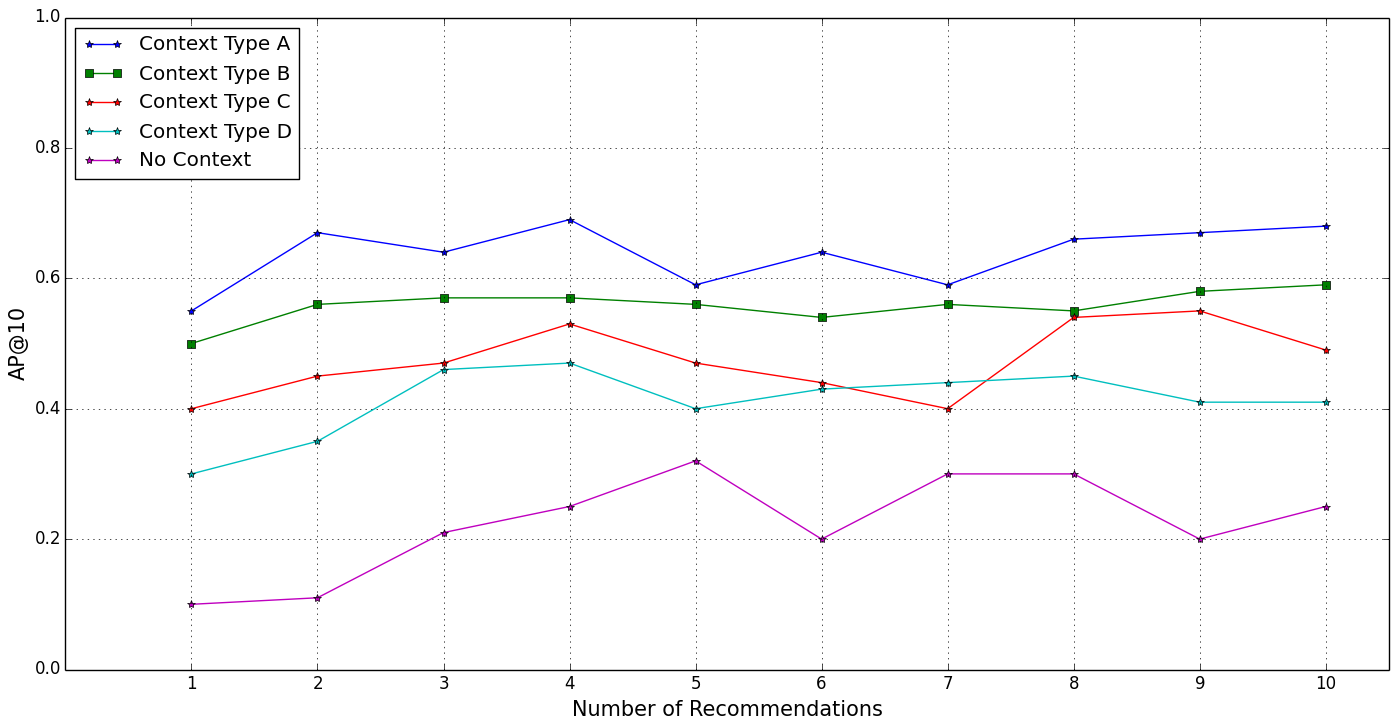 1.0
0.8
0.6
0.4
0.2
0.0
AP@10
Context Type A
Context Type B
Context Type C
Context Type D
No Context
1 2 3 4 5 6 7 8 9 10
Number of Recommendations